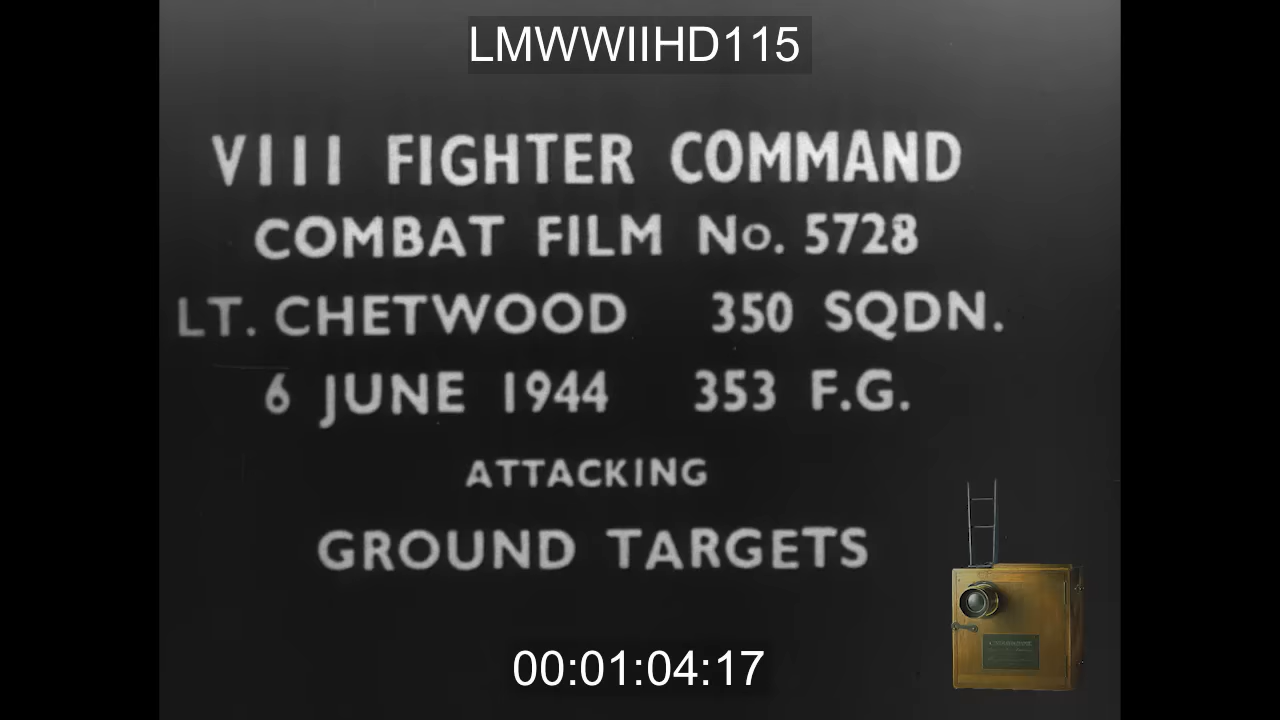 LMWWIIHD115
VIII FIGHTER COMMAND
COMBAT FILM No. 5728
LT. CHETWOOD 350 SQDN.
6 JUNE 1944 353 F.G.
ATTACKING
GROUND TARGETS
00:01:04:17